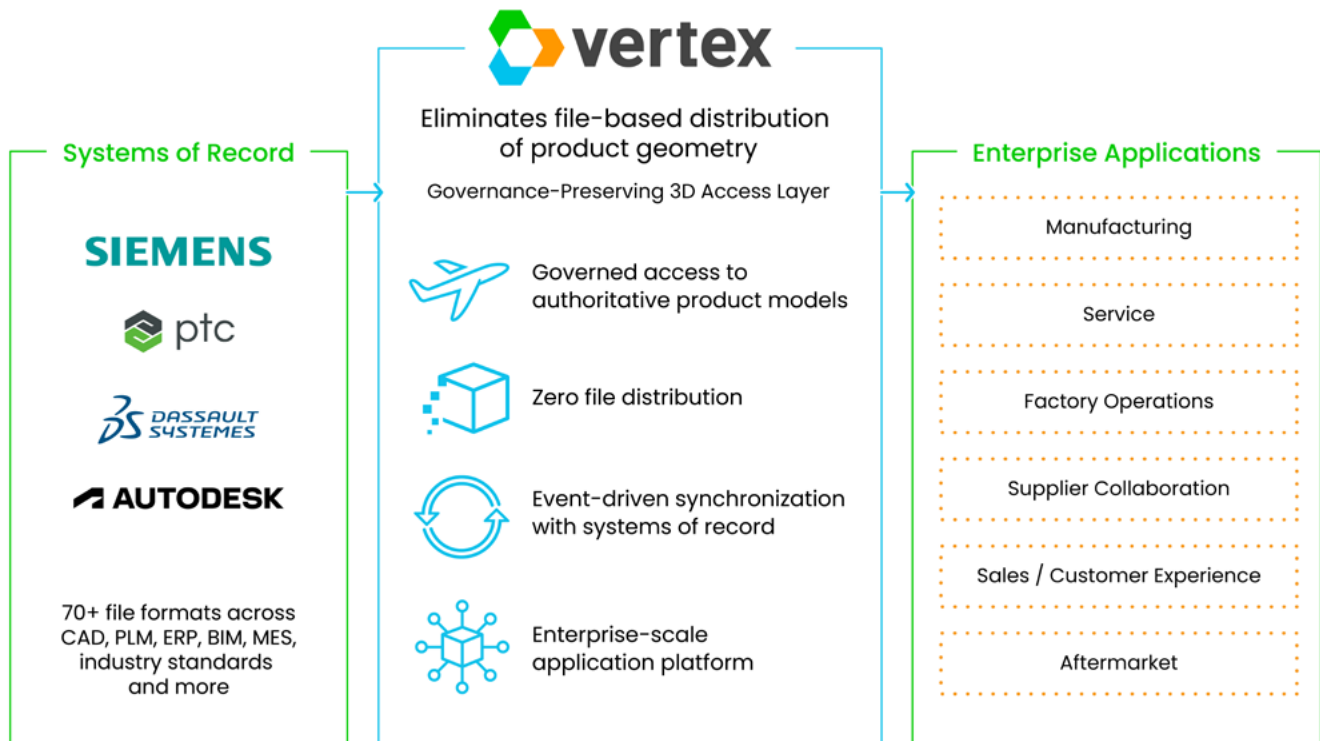 vertex
Eliminates file-based distribution
of product geometry
Governance-Preserving 3D Access Layer
Systems of Record
SIEMENS
ptc
DASSAULT
SYSTEMES
AUTODESK
70+ file formats across
CAD, PLM, ERP, BIM, MES,
industry standards
and more
Governed access to
authoritative product models
Zero file distribution
Event-driven synchronization
with systems of record
Enterprise-scale
application platform
Enterprise Applications
Manufacturing
Service
Factory Operations
Supplier Collaboration
Sales / Customer Experience
Aftermarket